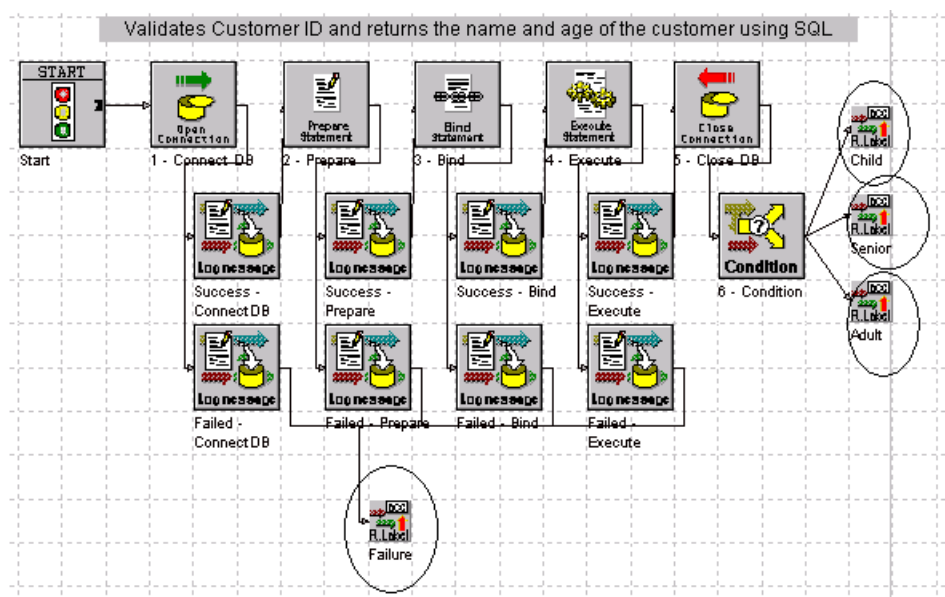 Validates Customer ID and returns the name and age of the customer using SQL
START
Start
Open
Connection
1 - Connect DB
Prepare
Statement
2 - Prepare
Bind
Statement
3 - Bind
Execute
Statement
4 - Execute
Close
Connection
5 - Close DB
R.Label
Child
R.Label
Senior
R.Label
Adult
Log message
Success -
Connect DB
Log message
Success -
Prepare
Log message
Success - Bind
Log message
Success -
Execute
Condition
6 - Condition
Log message
Failed -
Connect DB
Log message
Failed - Prepare
Log message
Failed - Bind
Log message
Failed -
Execute
R.Label
Failure